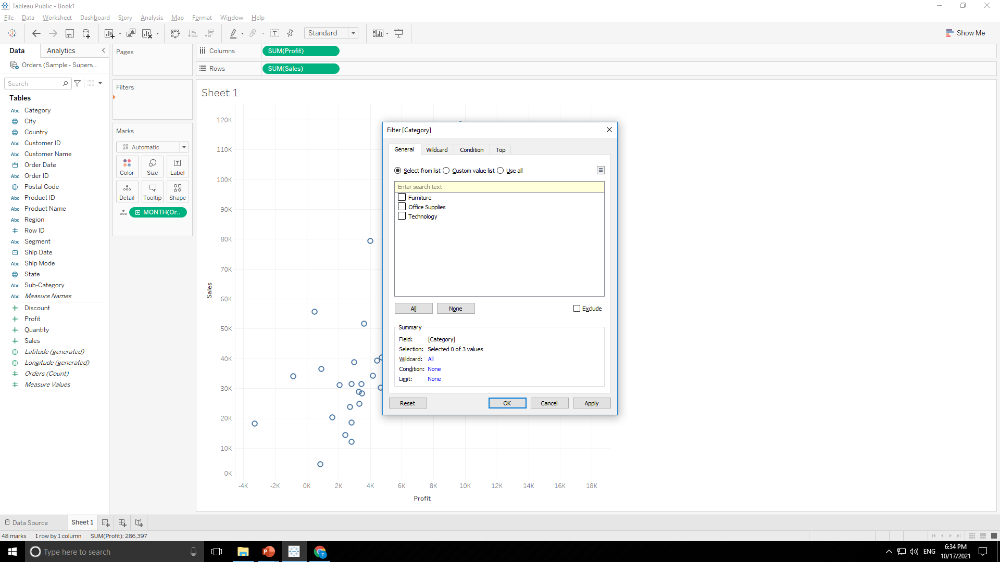 Tableau Public - Book1
File Data Worksheet Dashboard Story Analysis Map Format Window Help
Standard
Show Me
Data Analytics
Orders (Sample - Supers...
Search
Tables
Abc Category
City
Country
Abc Customer ID
Abc Customer Name
Order Date
Abc Order ID
Postal Code
Abc Product ID
Abc Product Name
Abc Region
Row ID
Abc Segment
Ship Date
Abc Ship Mode
State
Abc Sub-Category
Abc Measure Names
Discount
Profit
Quantity
Sales
Latitude (generated)
Longitude (generated)
Orders (Count)
Measure Values
Pages
Filters
Marks
Automatic
Color Size Label
Detail Tooltip Shape
MONTH(Or..
Columns SUM(Profit)
Rows SUM(Sales)
Sheet 1
120K
110K
100K
90K
80K
70K
60K
50K
40K
30K
20K
10K
0K
Sales
-4K -2K 0K 2K 4K 6K 8K 10K 12K 14K 16K 18K
Profit
Filter [Category]
General Wildcard Condition Top
Select from list Custom value list Use all
Enter search text
Furniture
Office Supplies
Technology
All None Exclude
Summary
Field: [Category]
Selection: Selected 0 of 3 values
Wildcard: All
Condition: None
Limit: None
Reset OK Cancel Apply
Data Source Sheet 1
48 marks 1 row by 1 column SUM(Profit): 286,397
Type here to search
ENG
6:34 PM
10/17/2021